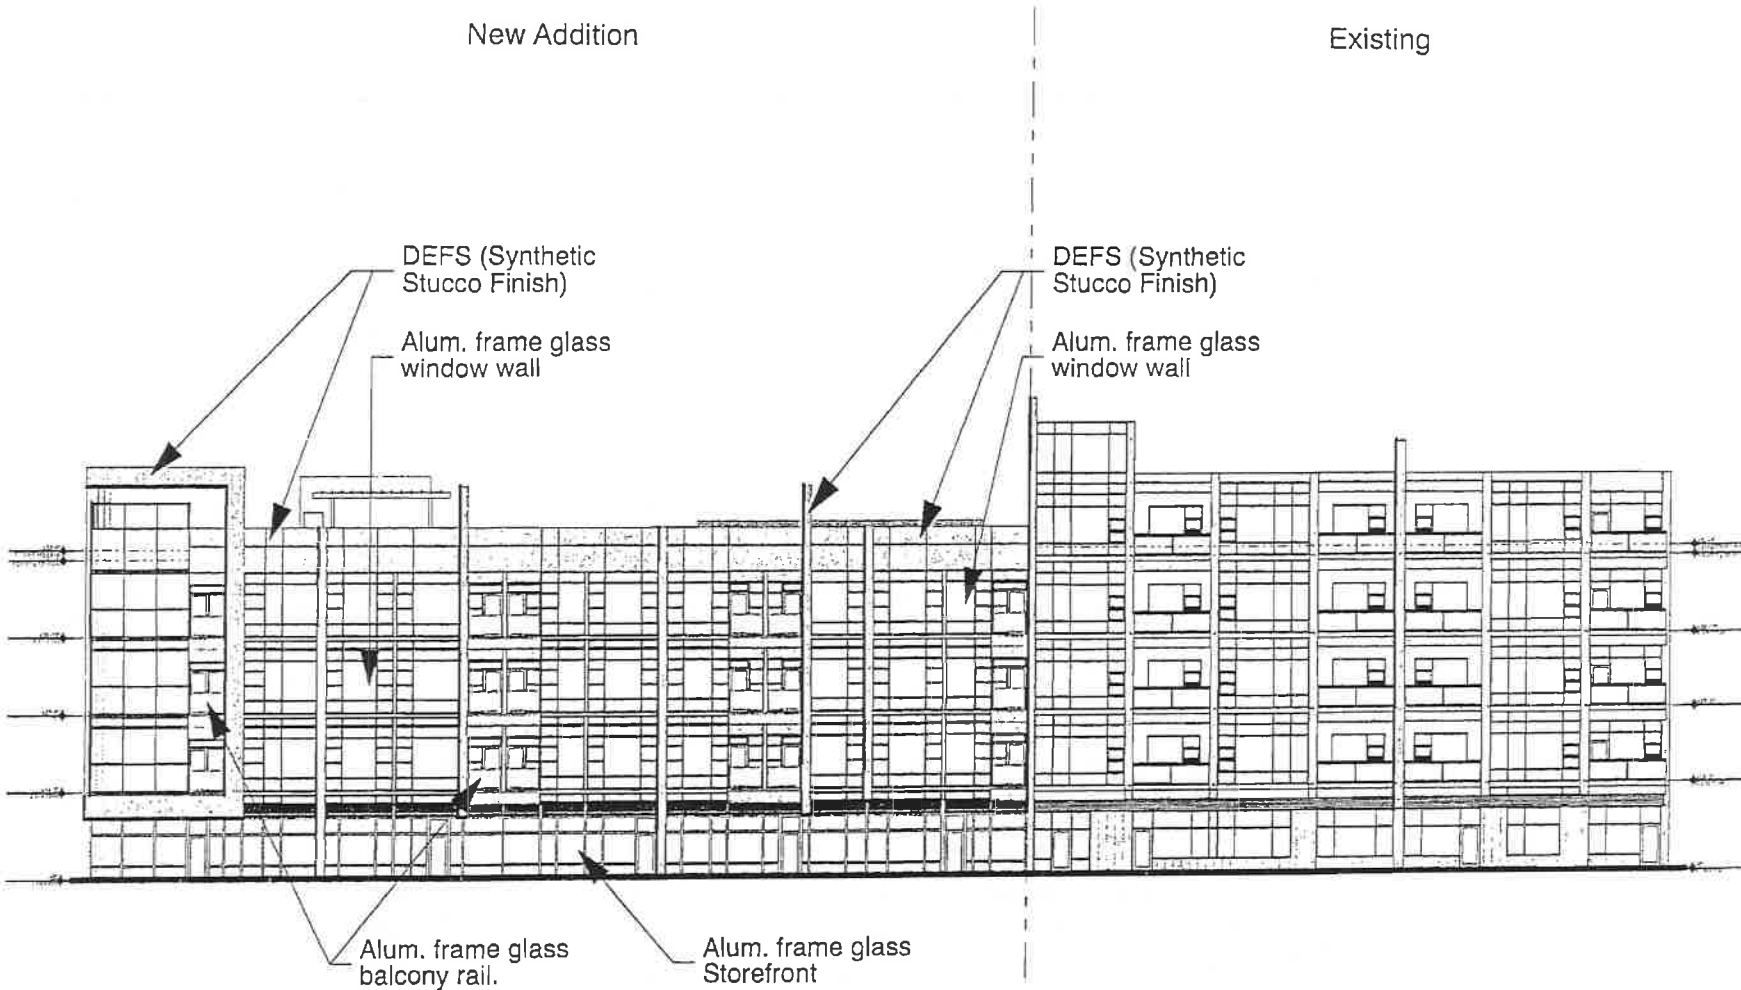 New Addition
Existing
DEFS (Synthetic
Stucco Finish)
DEFS (Synthetic
Stucco Finish)
Alum. frame glass
window wall
Alum. frame glass
window wall
Alum. frame glass
balcony rail.
Alum. frame glass
Storefront